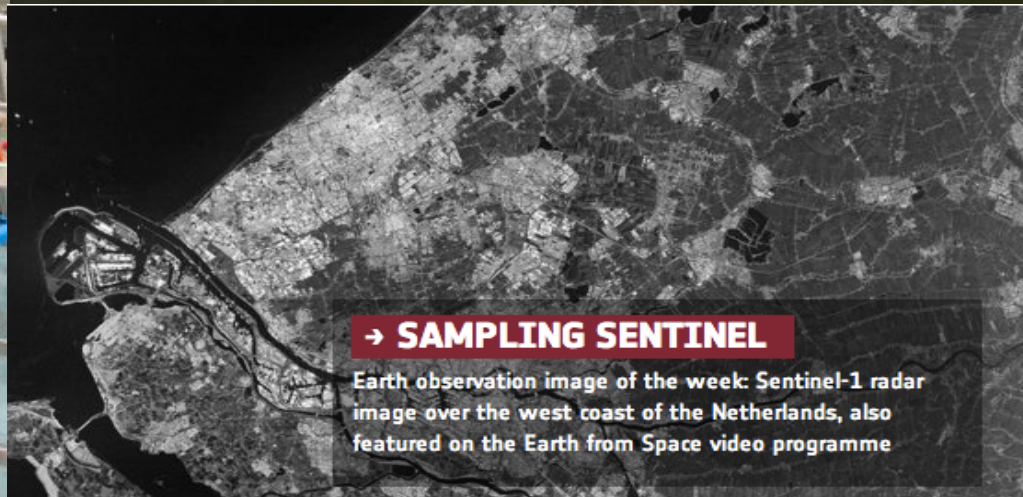 → SAMPLING SENTINEL
Earth observation image of the week: Sentinel-1 radar
image over the west coast of the Netherlands, also
featured on the Earth from Space video programme